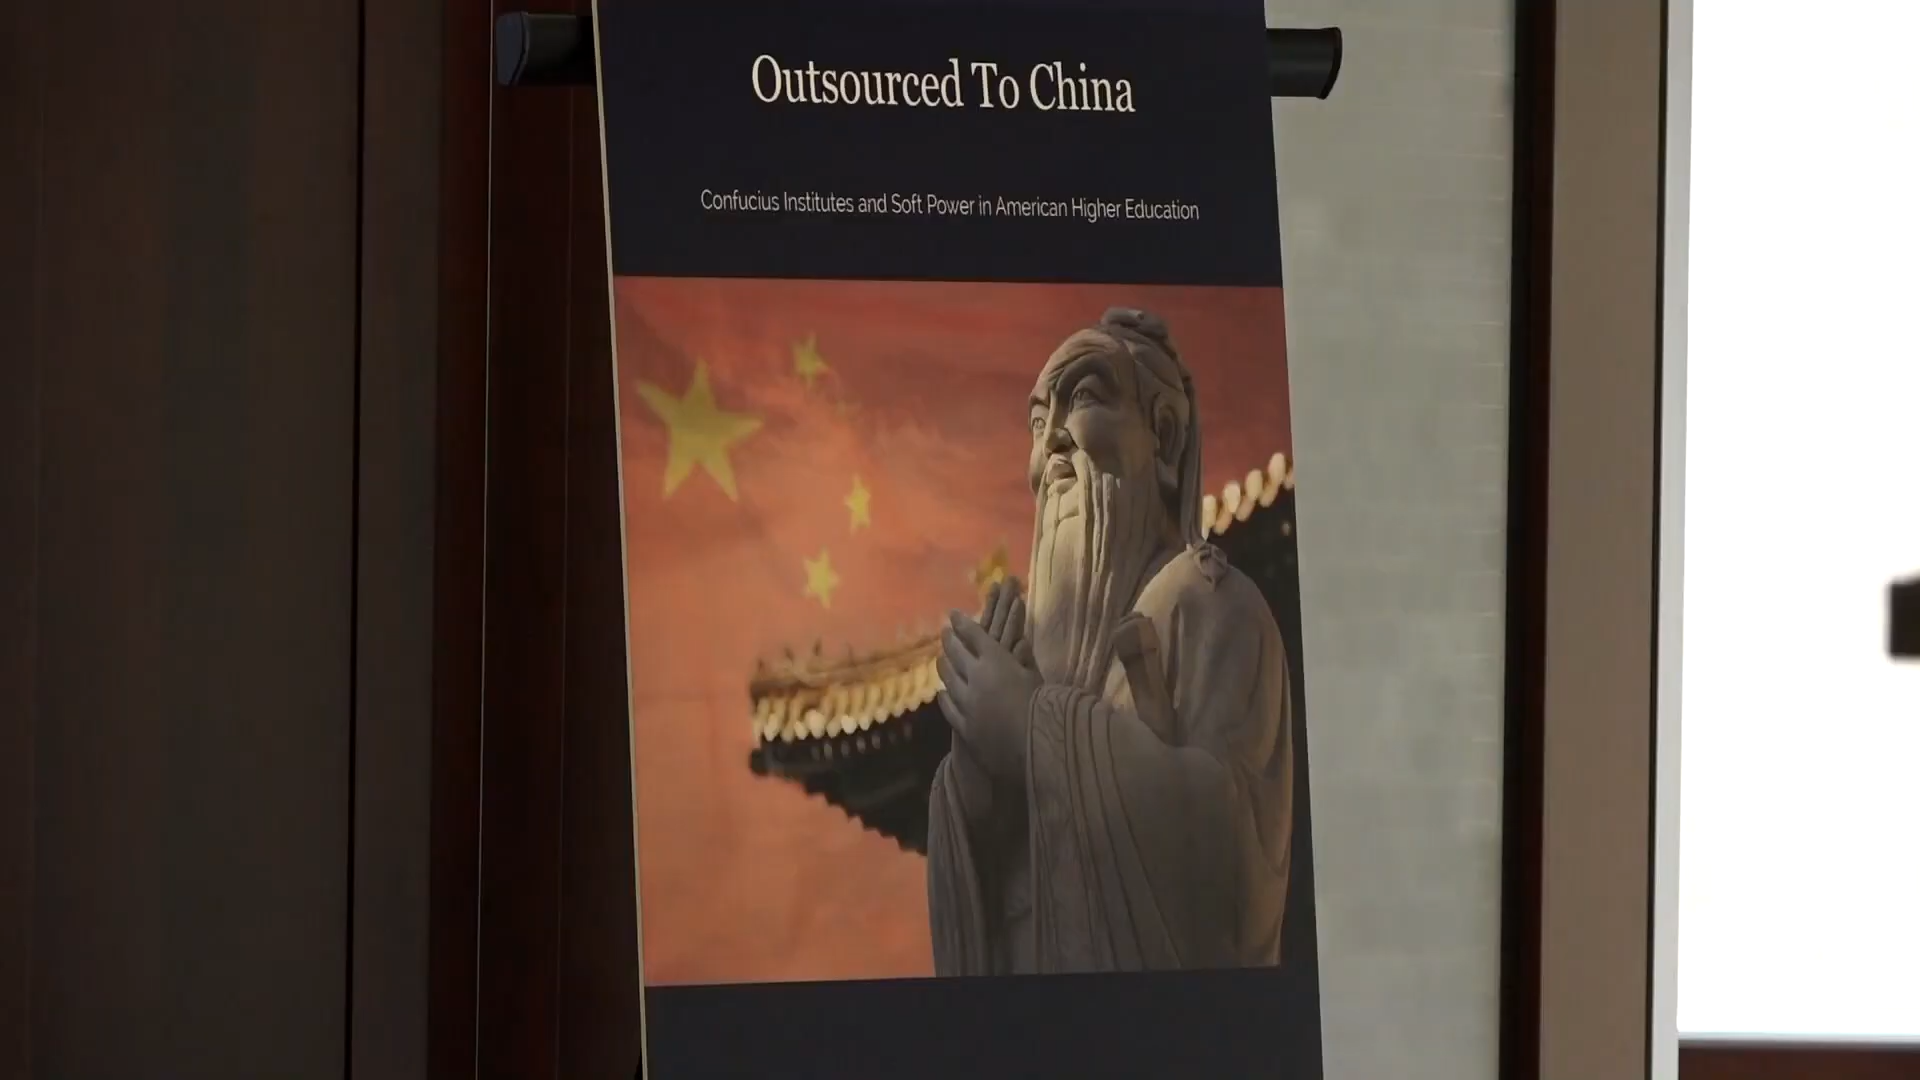 Outsourced To China
Confucius Institutes and Soft Power in American Higher Education